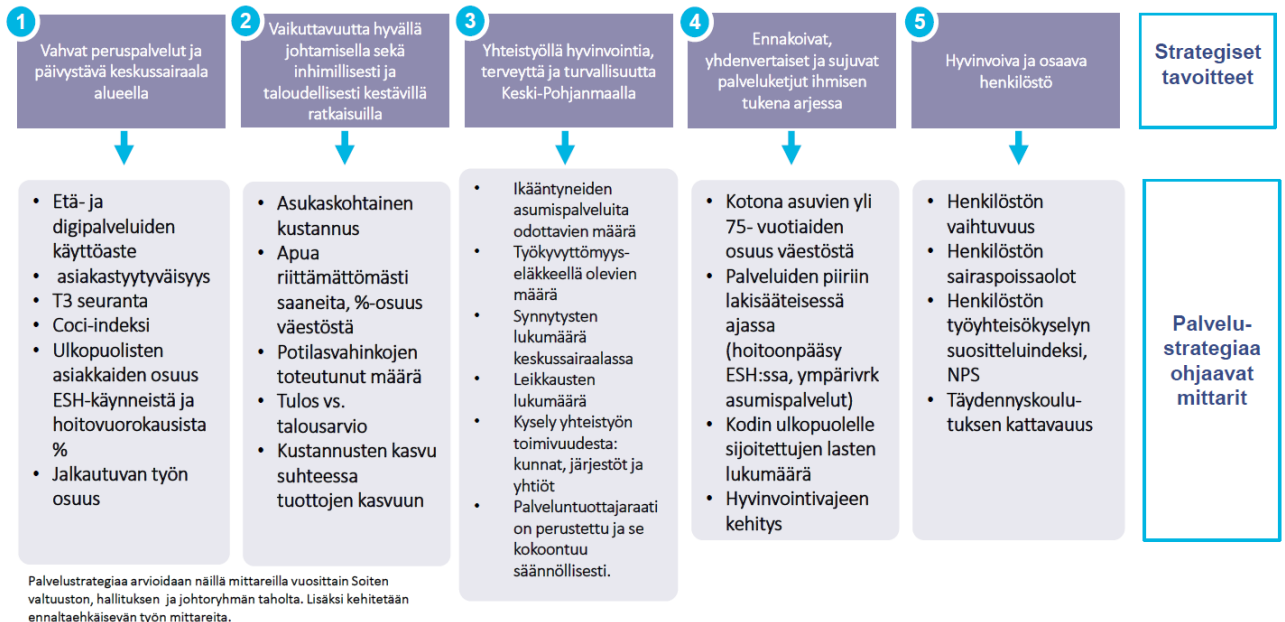 1
Vahvat peruspalvelut ja
päivystävä keskussairaala
alueella
2
Vaikuttavuutta hyvällä
johtamisella sekä
inhimillisesti ja
taloudellisesti kestävillä
ratkaisuilla
3
Yhteistyöllä hyvinvointia,
terveyttä ja turvallisuutta
Keski-Pohjanmaalla
4
Ennakoivat,
yhdenvertaiset ja sujuvat
palveluketjut ihmisen
tukena arjessa
5
Hyvinvoiva ja osaava
henkilöstö
Strategiset
tavoitteet
• Etä- ja
digipalveluiden
käyttöaste
• asiakastyytyväisyys
• T3 seuranta
• Coci-indeksi
• Ulkopuolisten
asiakkaiden osuus
ESH-käynneistä ja
hoitovuorokausista
%
• Jalkautuvan työn
osuus
• Asukaskohtainen
kustannus
• Apua
riittämättömästi
saaneita, %-osuus
väestöstä
• Potilasvahinkojen
toteutunut määrä
• Tulos vs.
talousarvio
• Kustannusten kasvu
suhteessa
tuottojen kasvuun
• Ikääntyneiden
asumispalveluita
odottavien määrä
• Työkyvyttömyys-
eläkkeellä olevien
määrä
• Synnytysten
lukumäärä
keskussairaalassa
• Leikkausten
lukumäärä
• Kysely yhteistyön
toimivuudesta:
kunnat, järjestöt ja
yhtiöt
• Palveluntuottajaraati
on perustettu ja se
kokoontuu
säännöllisesti.
• Kotona asuvien yli
75- vuotiaiden
osuus väestöstä
• Palveluiden piiriin
lakisääteisessä
ajassa
(hoitoonpääsy
ESH:ssa, ympärivrk
asumispalvelut)
• Kodin ulkopuolelle
sijoitettujen lasten
lukumäärä
• Hyvinvointivajeen
kehitys
• Henkilöstön
vaihtuvuus
• Henkilöstön
sairaspoissaolot
• Henkilöstön
työyhteisökyselyn
suositteluindeksi,
NPS
• Täydennyskoulu-
tuksen kattavauus
Palvelu-
strategiaa
ohjaavat
mittarit
Palvelustrategiaa arvioidaan näillä mittareilla vuosittain Soiten
valtuuston, hallituksen ja johtoryhmän taholta. Lisäksi kehitetään
ennaltaehkäisevän työn mittareita.